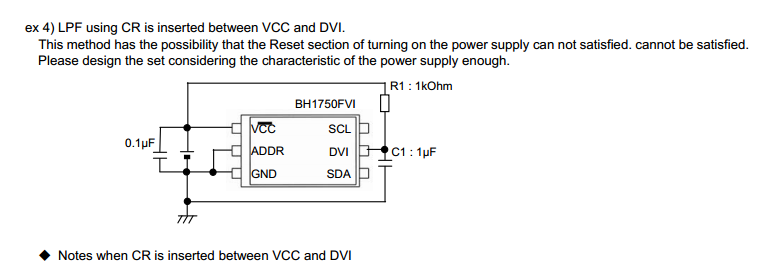 ex 4) LPF using CR is inserted between VCC and DVI.
This method has the possibility that the Reset section of turning on the power supply can not satisfied. cannot be satisfied.
Please design the set considering the characteristic of the power supply enough.
R1 : 1kOhm
BH1750FVI
VCC SCL
0.1µF
ADDR DVI C1 : 1µF
GND SDA
◆ Notes when CR is inserted between VCC and DVI